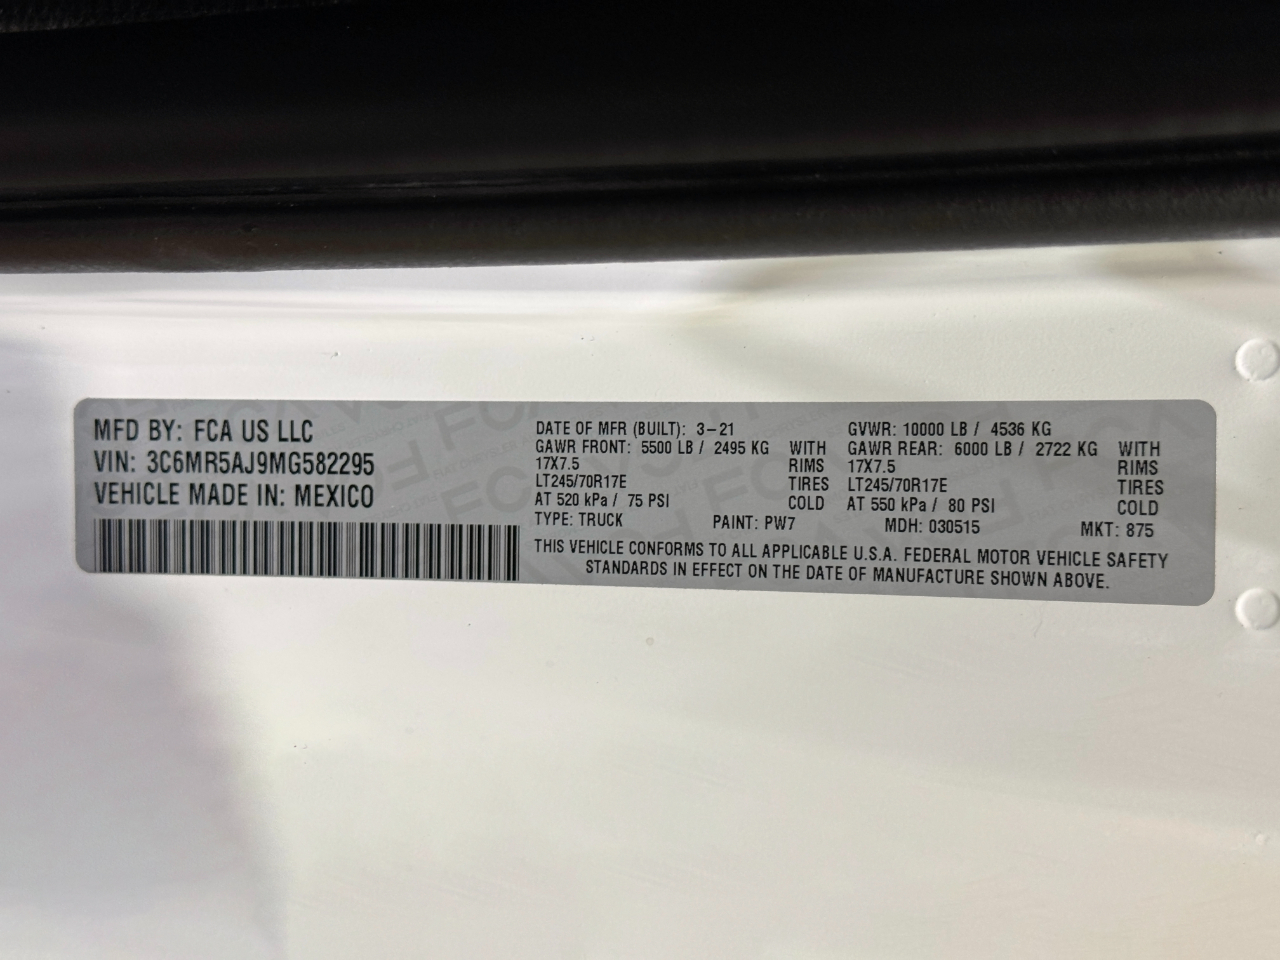 MFD BY: FCA US LLC
VIN: 3C6MR5AJ9MG582295
VEHICLE MADE IN: MEXICO
DATE OF MFR (BUILT): 3-21
GAWR FRONT: 5500 LB / 2495 KG WITH
17X7.5 RIMS
LT245/70R17E TIRES
AT 520 kPa / 75 PSI COLD
TYPE: TRUCK PAINT: PW7
GVWR: 10000 LB / 4536 KG
GAWR REAR: 6000 LB / 2722 KG WITH
17X7.5 RIMS
LT245/70R17E TIRES
AT 550 kPa / 80 PSI COLD
MDH: 030515 MKT: 875
THIS VEHICLE CONFORMS TO ALL APPLICABLE U.S.A. FEDERAL MOTOR VEHICLE SAFETY
STANDARDS IN EFFECT ON THE DATE OF MANUFACTURE SHOWN ABOVE.